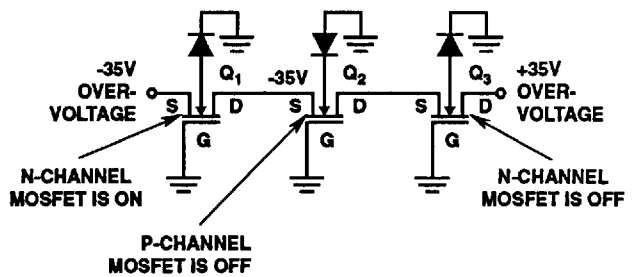 -35V
OVER-
VOLTAGE
Q1
-35V
Q2
Q3
+35V
OVER-
VOLTAGE
S D
S D
S D
G
G
G
N-CHANNEL
MOSFET IS ON
P-CHANNEL
MOSFET IS OFF
N-CHANNEL
MOSFET IS OFF